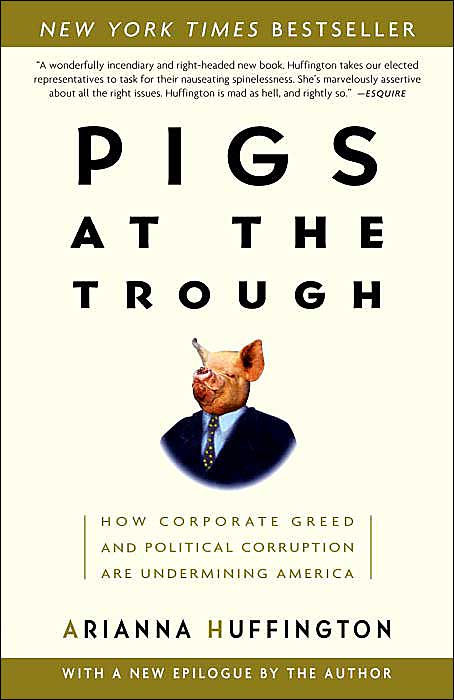 NEW YORK TIMES BESTSELLER
"A wonderfully incendiary and right-headed new book. Huffington takes our elected
representatives to task for their nauseating spinelessness. She's marvelously assertive
about all the right issues. Huffington is mad as hell, and rightly so." —ESQUIRE
PIGS
AT THE
TROUGH
HOW CORPORATE GREED
AND POLITICAL CORRUPTION
ARE UNDERMINING AMERICA
ARIANNA HUFFINGTON
WITH A NEW EPILOGUE BY THE AUTHOR